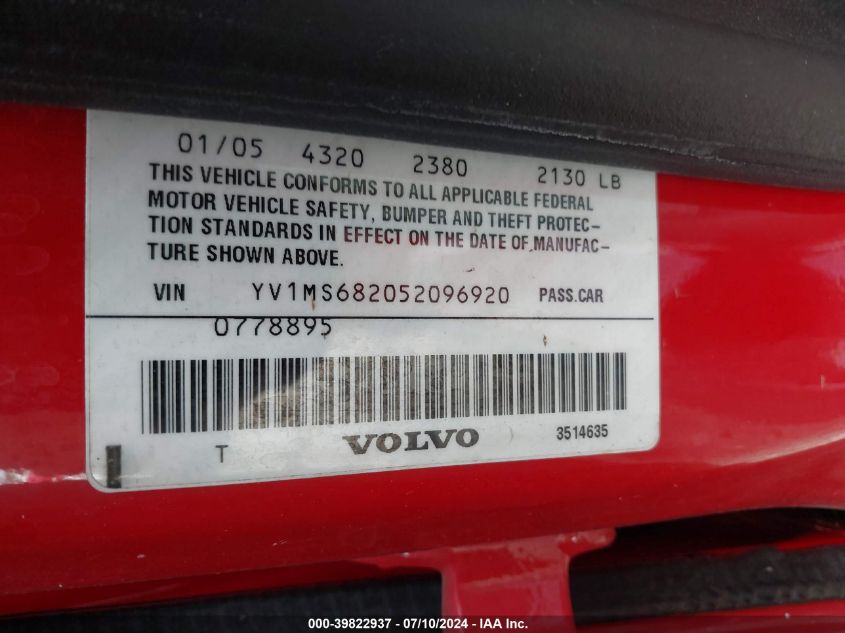 01/05 4320 2380 2130 LB
THIS VEHICLE CONFORMS TO ALL APPLICABLE FEDERAL
MOTOR VEHICLE SAFETY, BUMPER AND THEFT PROTEC-
TION STANDARDS IN EFFECT ON THE DATE OF MANUFAC-
TURE SHOWN ABOVE.
VIN YV1MS682052096920 PASS.CAR
0778895
T VOLVO 3514635
000-39822937 - 07/10/2024 - IAA Inc.